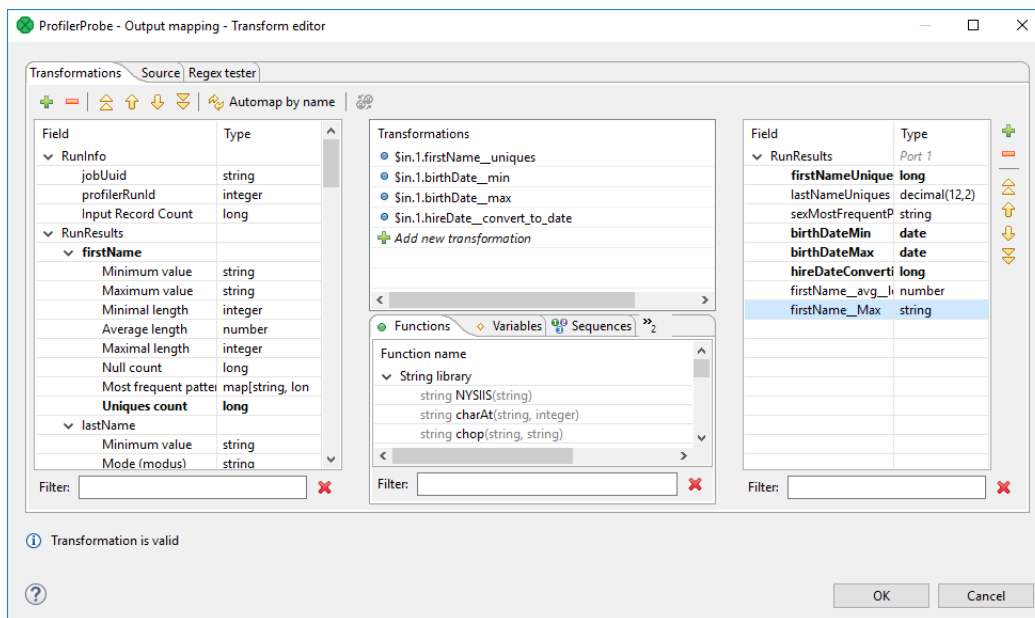 ProfilerProbe - Output mapping - Transform editor
Transformations Source Regex tester
Automap by name
Field Type
RunInfo
jobUuid string
profilerRunId integer
Input Record Count long
RunResults
firstName
Minimum value string
Maximum value string
Minimal length integer
Average length number
Maximal length integer
Null count long
Most frequent patter map[string, lon
Uniques count long
lastName
Minimum value string
Mode (modus) string
Filter:
Transformations
$in.1.firstName__uniques
$in.1.birthDate__min
$in.1.birthDate__max
$in.1.hireDate__convert_to_date
Add new transformation
Functions Variables Sequences »2
Function name
String library
string NYSIIS(string)
string charAt(string, integer)
string chop(string, string)
Filter:
Field Type
RunResults Port 1
firstNameUnique long
lastNameUniques decimal(12,2)
sexMostFrequentP string
birthDateMin date
birthDateMax date
hireDateConverti long
firstName__avg__l number
firstName__Max string
Filter:
Transformation is valid
?
OK Cancel